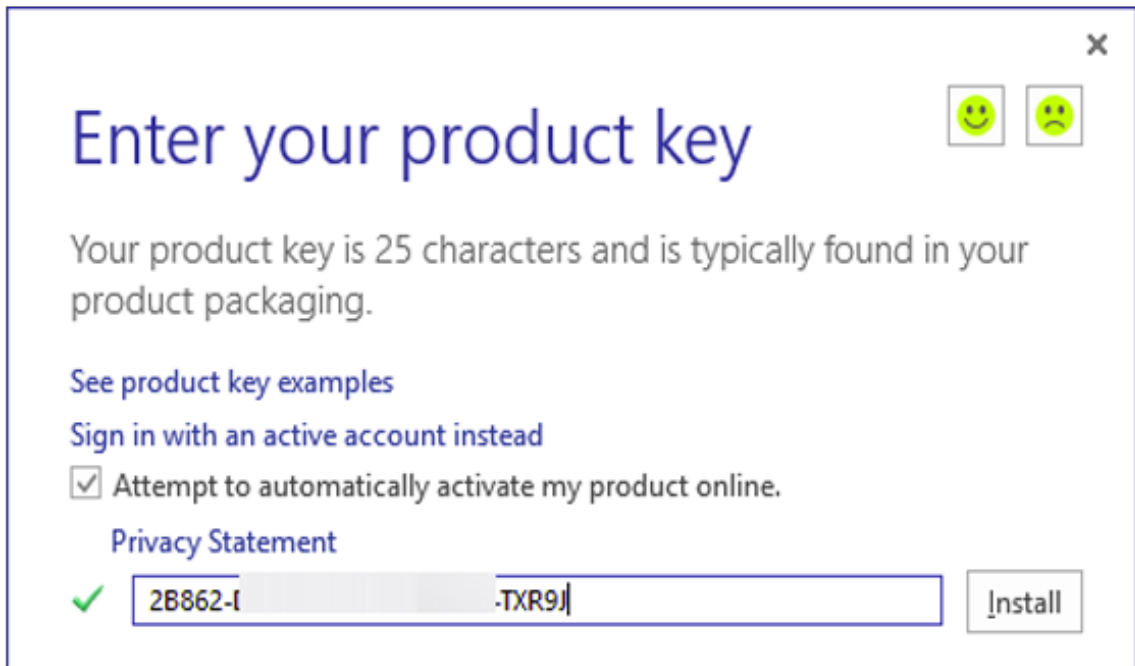 Enter your product key
Your product key is 25 characters and is typically found in your
product packaging.
See product key examples
Sign in with an active account instead
Attempt to automatically activate my product online.
Privacy Statement
2B862- -TXR9J
Install